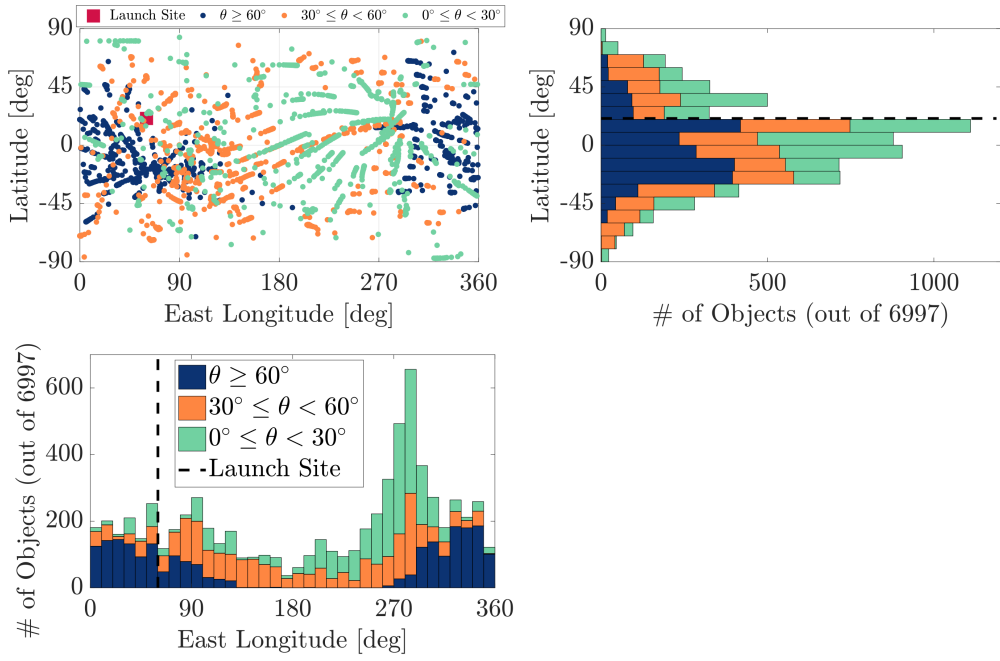 Launch Site θ ≥ 60° 30° ≤ θ < 60° 0° ≤ θ < 30°
90
45
0
-45
-90
Latitude [deg]
0 90 180 270 360
East Longitude [deg]
90
45
0
-45
-90
Latitude [deg]
0 500 1000
# of Objects (out of 6997)
600
400
200
0
# of Objects (out of 6997)
θ ≥ 60°
30° ≤ θ < 60°
0° ≤ θ < 30°
Launch Site
0 90 180 270 360
East Longitude [deg]